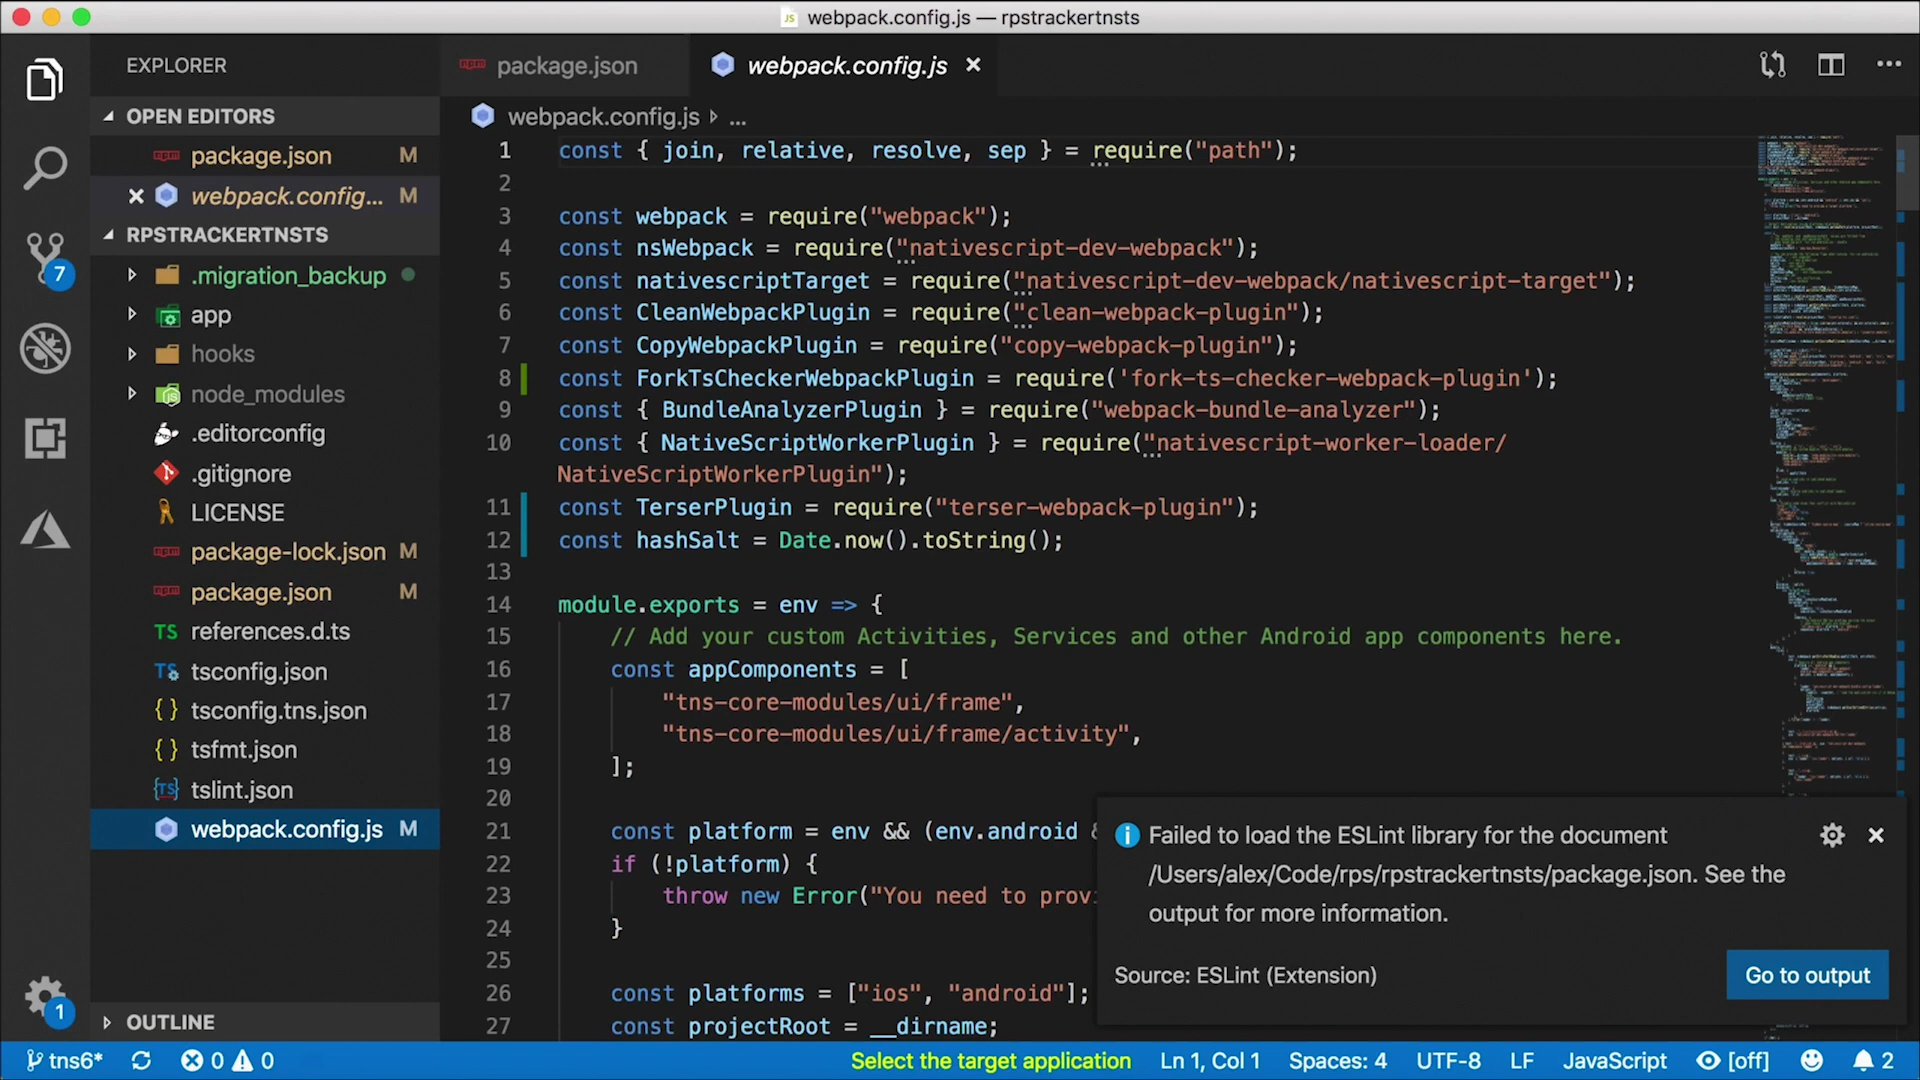 webpack.config.js — rpstrackertnsts
EXPLORER
package.json
webpack.config.js
OPEN EDITORS
package.json M
webpack.config... M
RPSTRACKERTNSTS
.migration_backup
app
hooks
node_modules
.editorconfig
.gitignore
LICENSE
package-lock.json M
package.json M
TS references.d.ts
TS tsconfig.json
{ } tsconfig.tns.json
{ } tsfmt.json
TS tslint.json
webpack.config.js M
OUTLINE
7
1
webpack.config.js ...
1 const { join, relative, resolve, sep } = require("path");
2
3 const webpack = require("webpack");
4 const nsWebpack = require("nativescript-dev-webpack");
5 const nativescriptTarget = require("nativescript-dev-webpack/nativescript-target");
6 const CleanWebpackPlugin = require("clean-webpack-plugin");
7 const CopyWebpackPlugin = require("copy-webpack-plugin");
8 const ForkTsCheckerWebpackPlugin = require('fork-ts-checker-webpack-plugin');
9 const { BundleAnalyzerPlugin } = require("webpack-bundle-analyzer");
10 const { NativeScriptWorkerPlugin } = require("nativescript-worker-loader/
NativeScriptWorkerPlugin");
11 const TerserPlugin = require("terser-webpack-plugin");
12 const hashSalt = Date.now().toString();
13
14 module.exports = env => {
15 // Add your custom Activities, Services and other Android app components here.
16 const appComponents = [
17 "tns-core-modules/ui/frame",
18 "tns-core-modules/ui/frame/activity",
19 ];
20
21 const platform = env && (env.android
22 if (!platform) {
23 throw new Error("You need to provi
24 }
25
26 const platforms = ["ios", "android"];
27 const projectRoot = __dirname;
Failed to load the ESLint library for the document
/Users/alex/Code/rps/rpstrackertnsts/package.json. See the
output for more information.
Source: ESLint (Extension)
Go to output
tns6* 0 0 Select the target application Ln 1, Col 1 Spaces: 4 UTF-8 LF JavaScript [off] 2